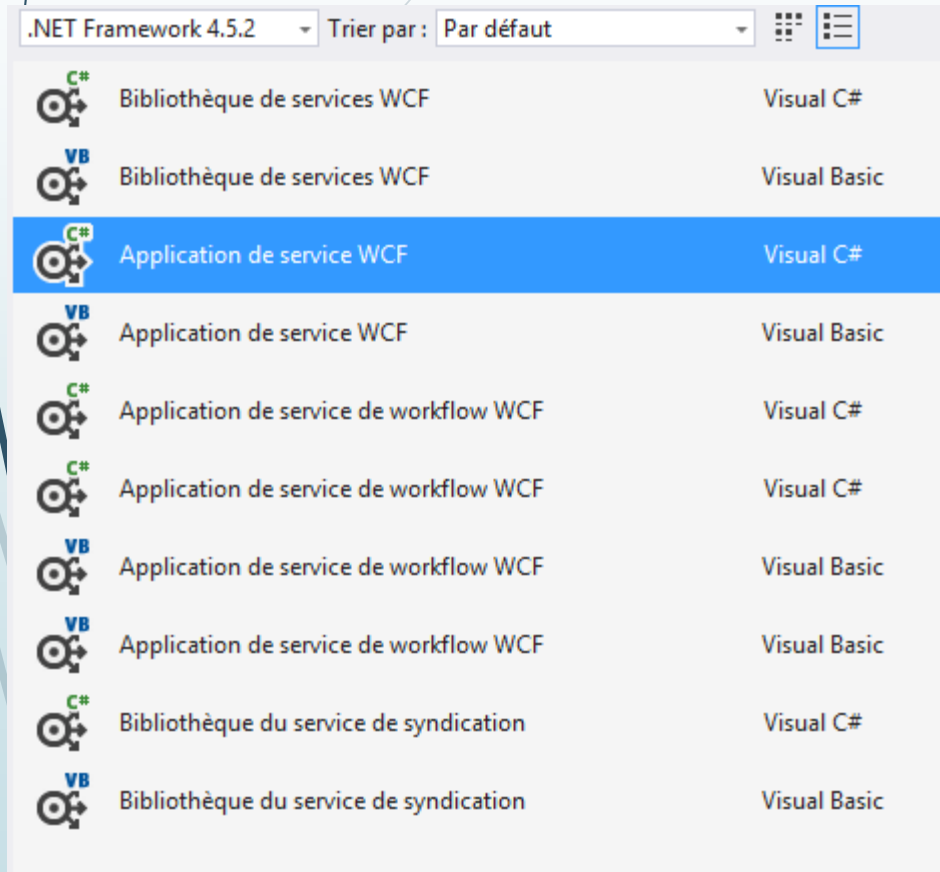 .NET Framework 4.5.2 Trier par : Par défaut
C# Bibliothèque de services WCF Visual C#
VB Bibliothèque de services WCF Visual Basic
C# Application de service WCF Visual C#
VB Application de service WCF Visual Basic
C# Application de service de workflow WCF Visual C#
C# Application de service de workflow WCF Visual C#
VB Application de service de workflow WCF Visual Basic
VB Application de service de workflow WCF Visual Basic
C# Bibliothèque du service de syndication Visual C#
VB Bibliothèque du service de syndication Visual Basic